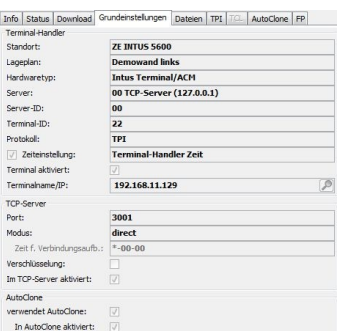 Info Status Download Grundeinstellungen Dateien TPI TCL AutoClone FP
Terminal-Handler
Standort: ZE INTUS 5600
Lageplan: Demowand links
Hardwaretyp: Intus Terminal/ACM
Server: 00 TCP-Server (127.0.0.1)
Server-ID: 00
Terminal-ID: 22
Protokoll: TPI
Zeiteinstellung: Terminal-Handler Zeit
Terminal aktiviert:
Terminalname/IP: 192.168.11.129
TCP-Server
Port: 3001
Modus: direct
Zeit f. Verbindungsaufb.: *-00-00
Verschlüsselung:
Im TCP-Server aktiviert:
AutoClone
verwendet AutoClone:
In AutoClone aktiviert: